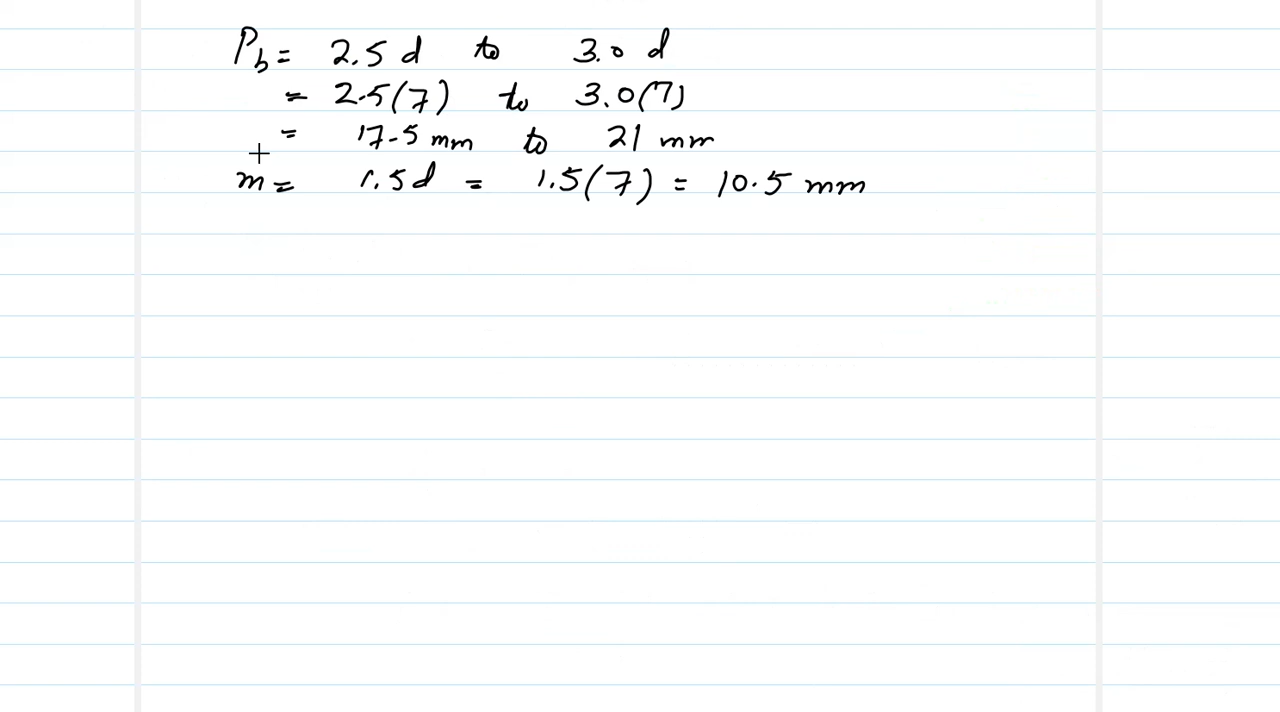 P_b = 2.5 d to 3.0 d
= 2.5(7) to 3.0(7)
= 17.5 mm to 21 mm
m = 1.5d = 1.5(7) = 10.5 mm